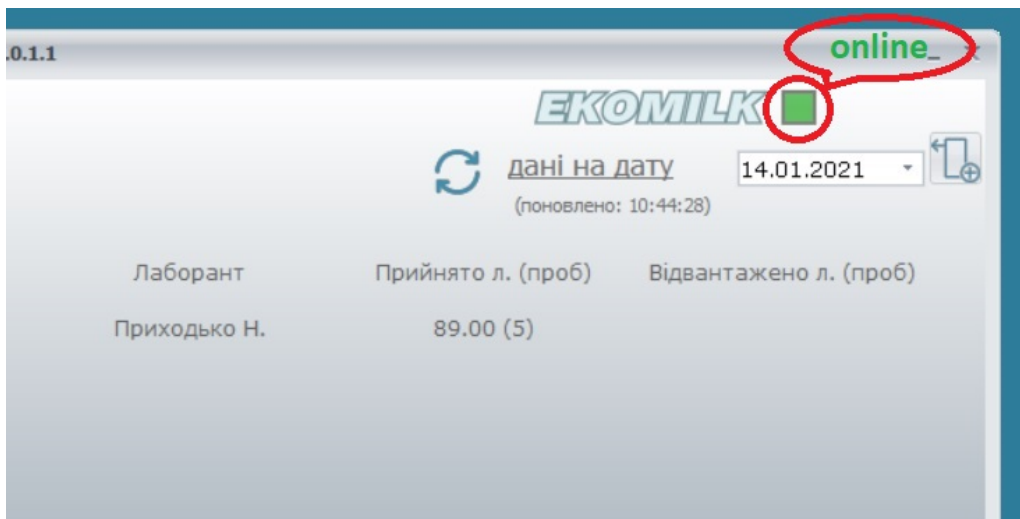 .0.1.1
online_
EKOMILK
дані на дату 14.01.2021
(поновлено: 10:44:28)
Лаборант Прийнято л. (проб) Відвантажено л. (проб)
Приходько Н. 89.00 (5)